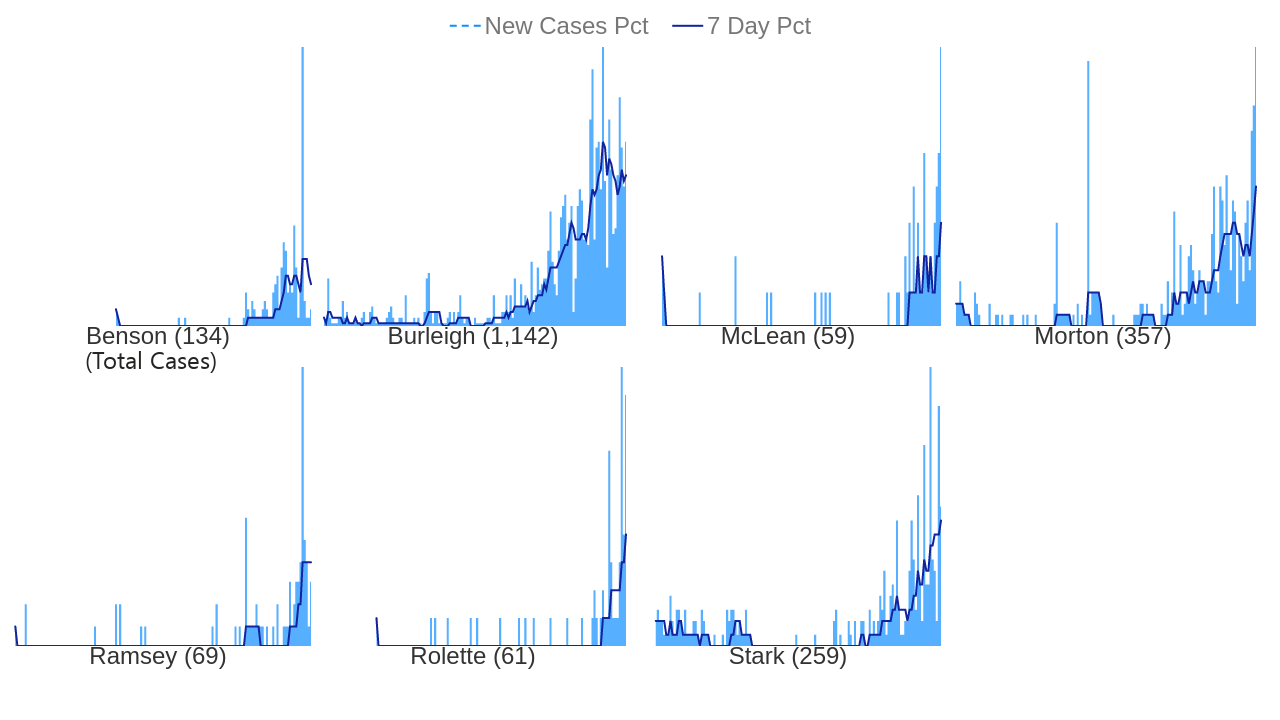 New Cases Pct 7 Day Pct
Benson (134) Burleigh (1,142) McLean (59) Morton (357)
(Total Cases)
Ramsey (69) Rolette (61) Stark (259)